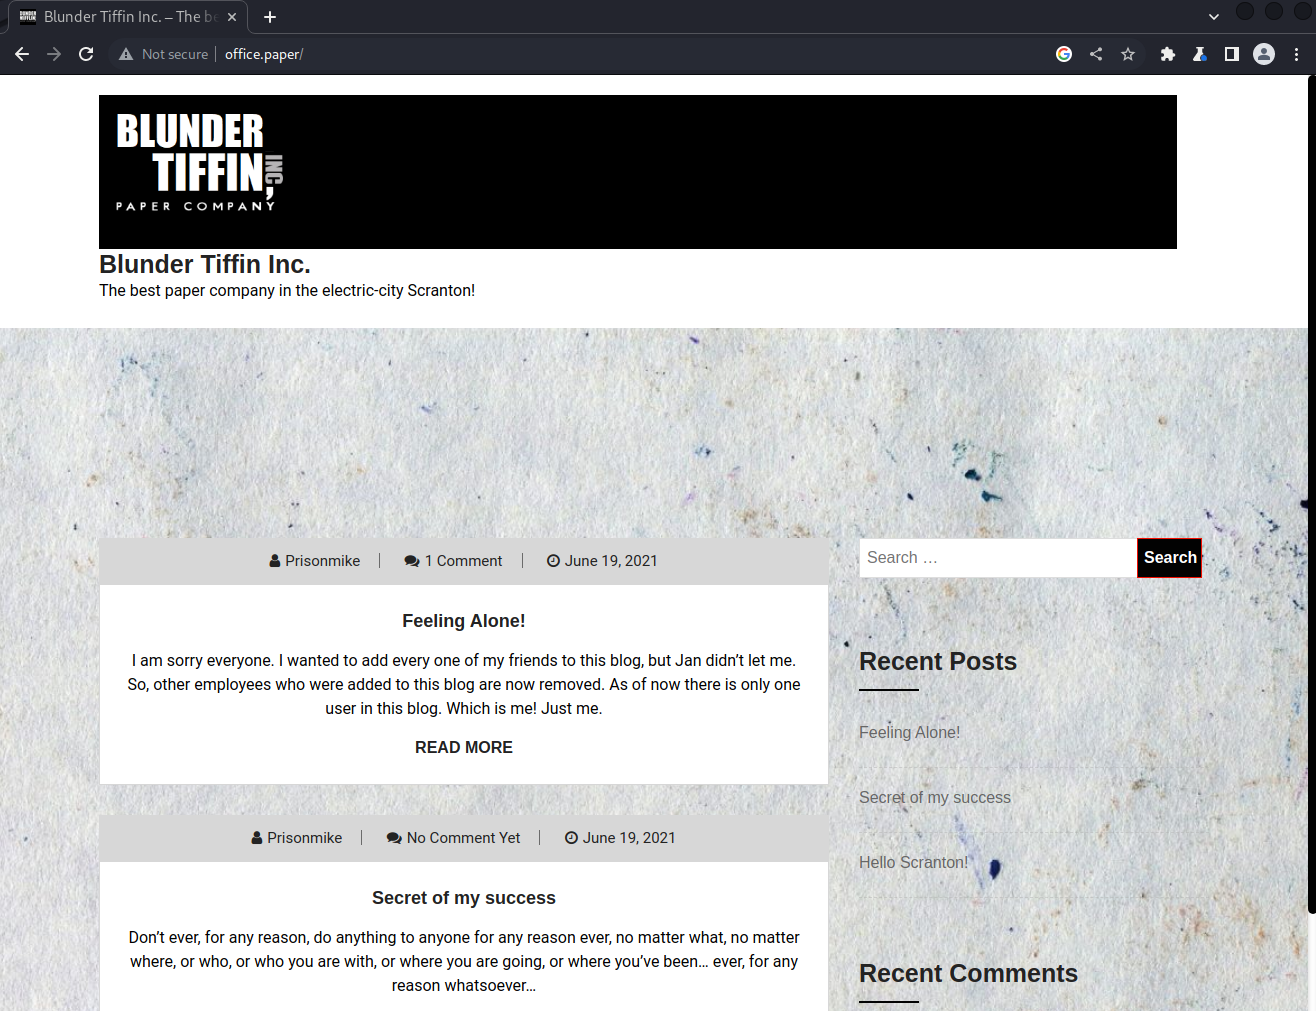 Blunder Tiffin Inc. – The be
Not secure
office.paper/
BLUNDER
TIFFIN,
INC
PAPER COMPANY
Blunder Tiffin Inc.
The best paper company in the electric-city Scranton!
Prisonmike
1 Comment
June 19, 2021
Feeling Alone!
I am sorry everyone. I wanted to add every one of my friends to this blog, but Jan didn’t let me.
So, other employees who were added to this blog are now removed. As of now there is only one
user in this blog. Which is me! Just me.
READ MORE
Prisonmike
No Comment Yet
June 19, 2021
Secret of my success
Don’t ever, for any reason, do anything to anyone for any reason ever, no matter what, no matter
where, or who, or who you are with, or where you are going, or where you’ve been… ever, for any
reason whatsoever…
Search …
Search
Recent Posts
Feeling Alone!
Secret of my success
Hello Scranton!
Recent Comments